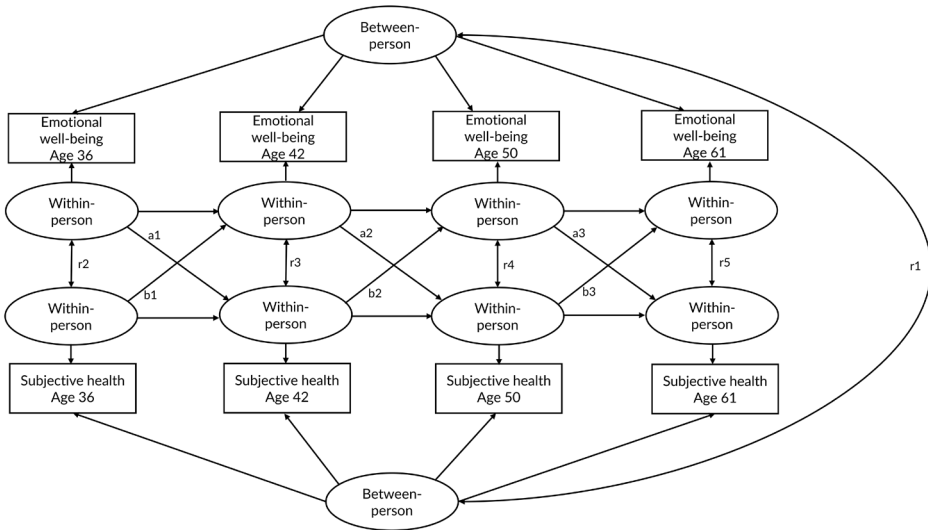 Between-
person
Emotional
well-being
Age 36
Emotional
well-being
Age 42
Emotional
well-being
Age 50
Emotional
well-being
Age 61
Within-
person
Within-
person
Within-
person
Within-
person
a1
a2
a3
r2
r3
r4
r5
r1
b1
b2
b3
Within-
person
Within-
person
Within-
person
Within-
person
Subjective health
Age 36
Subjective health
Age 42
Subjective health
Age 50
Subjective health
Age 61
Between-
person